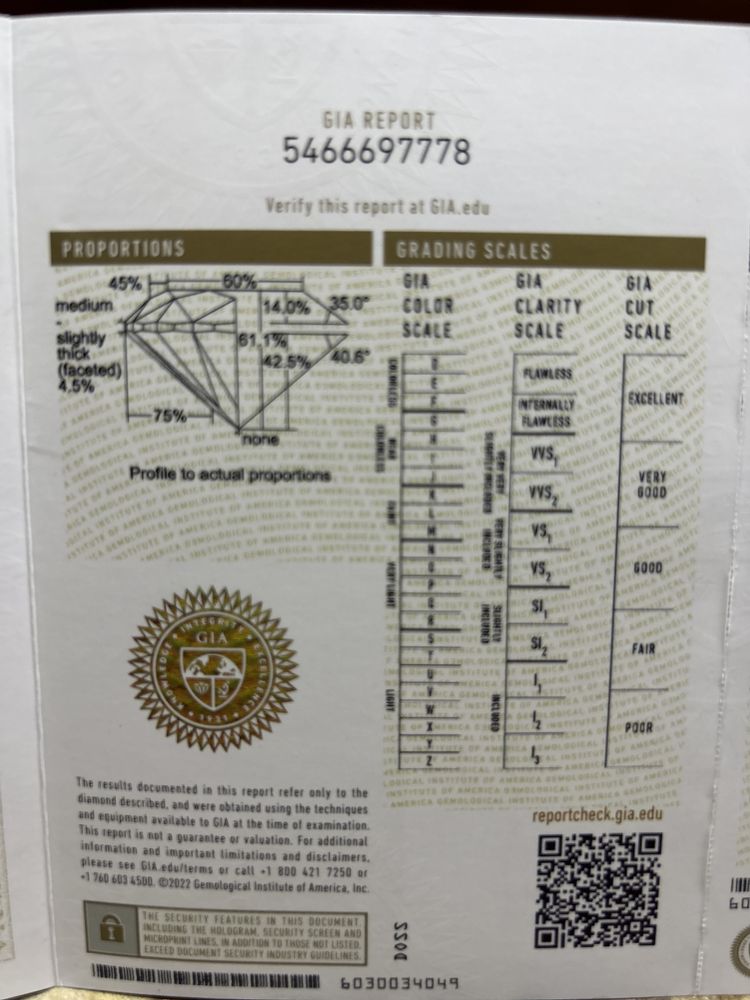 GIA REPORT
5466697778
Verify this report at GIA.edu
PROPORTIONS
45%
60%
medium
-
slightly
thick
(faceted)
4.5%
14.0%
35.0°
61.1%
42.5%
40.6°
75%
none
Profile to actual proportions
GRADING SCALES
GIA
COLOR
SCALE
COLORLESS
NEAR
COLORLESS
FAINT
VERY LIGHT
LIGHT
D
E
F
G
H
I
J
K
L
M
N
O
P
Q
R
S
T
U
V
W
X
Y
Z
GIA
CLARITY
SCALE
FLAWLESS
INTERNALLY
FLAWLESS
VERY VERY
SLIGHTLY INCLUDED
VVS₁
VVS₂
VERY SLIGHTLY
INCLUDED
VS₁
VS₂
SLIGHTLY
INCLUDED
SI₁
SI₂
INCLUDED
I₁
I₂
I₃
GIA
CUT
SCALE
EXCELLENT
VERY
GOOD
GOOD
FAIR
POOR
KNOWLEDGE • INTEGRITY • EXCELLENCE
GIA
1931
The results documented in this report refer only to the
diamond described, and were obtained using the techniques
and equipment available to GIA at the time of examination.
This report is not a guarantee or valuation. For additional
information and important limitations and disclaimers,
please see GIA.edu/terms or call +1 800 421 7250 or
+1 760 603 4500. ©2022 Gemological Institute of America, Inc.
THE SECURITY FEATURES IN THIS DOCUMENT,
INCLUDING THE HOLOGRAM, SECURITY SCREEN AND
MICROPRINT LINES, IN ADDITION TO THOSE NOT LISTED,
EXCEED DOCUMENT SECURITY INDUSTRY GUIDELINES.
reportcheck.gia.edu
6030034049
60